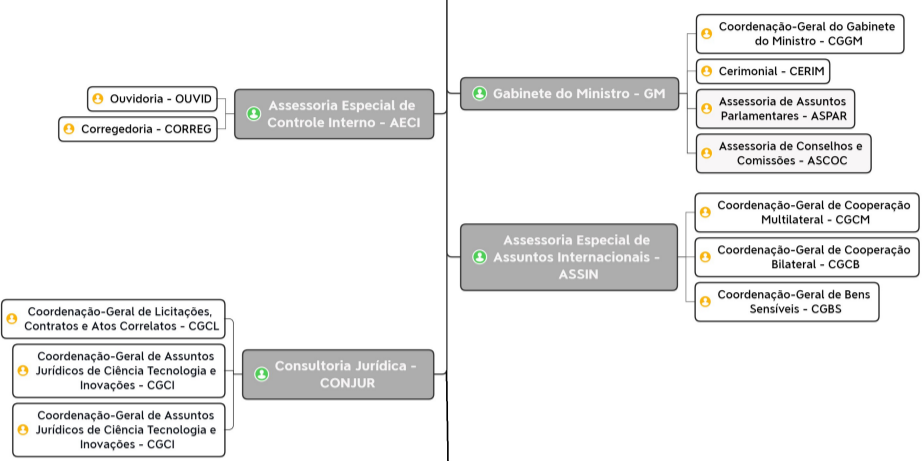 Ouvidoria - OUVID
Corregedoria - CORREG
Assessoria Especial de
Controle Interno - AECI
Coordenação-Geral de Licitações,
Contratos e Atos Correlatos - CGCL
Coordenação-Geral de Assuntos
Jurídicos de Ciência Tecnologia e
Inovações - CGCI
Coordenação-Geral de Assuntos
Jurídicos de Ciência Tecnologia e
Inovações - CGCI
Consultoria Jurídica -
CONJUR
Gabinete do Ministro - GM
Coordenação-Geral do Gabinete
do Ministro - CGGM
Cerimonial - CERIM
Assessoria de Assuntos
Parlamentares - ASPAR
Assessoria de Conselhos e
Comissões - ASCOC
Assessoria Especial de
Assuntos Internacionais -
ASSIN
Coordenação-Geral de Cooperação
Multilateral - CGCM
Coordenação-Geral de Cooperação
Bilateral - CGCB
Coordenação-Geral de Bens
Sensíveis - CGBS